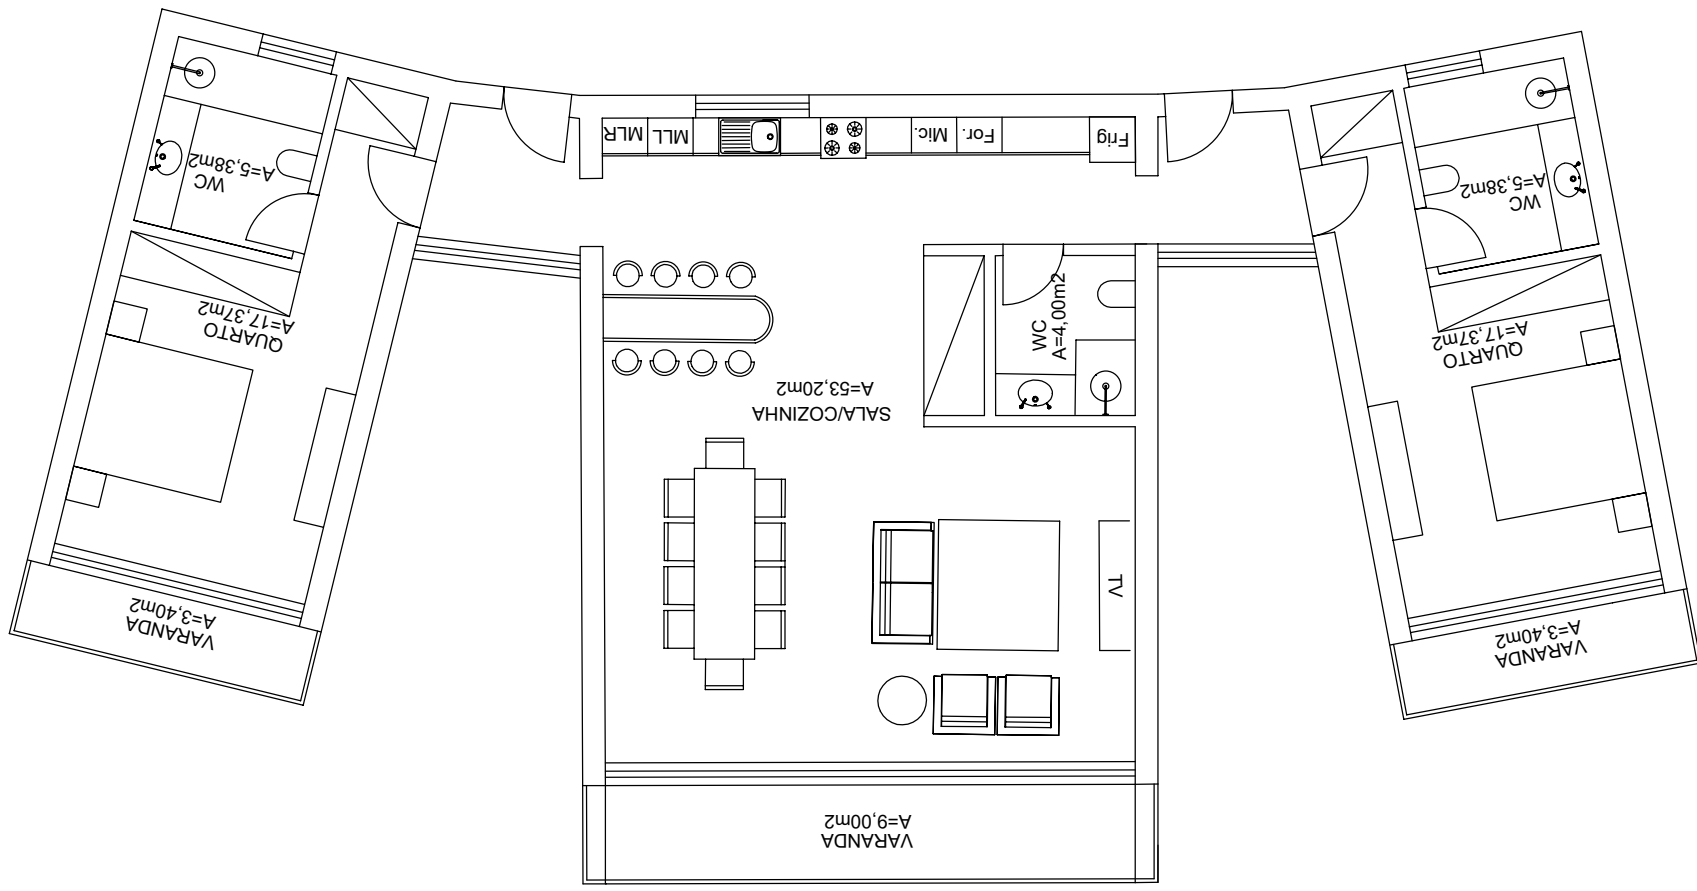 VARANDA
A=9,00m2
VARANDA
A=3,40m2
VARANDA
A=3,40m2
TV
SALA/COZINHA
A=53,20m2
WC
A=4,00m2
QUARTO
A=17,37m2
QUARTO
A=17,37m2
WC
A=5,38m2
WC
A=5,38m2
Frig
For.
Mic.
MLL
MLR